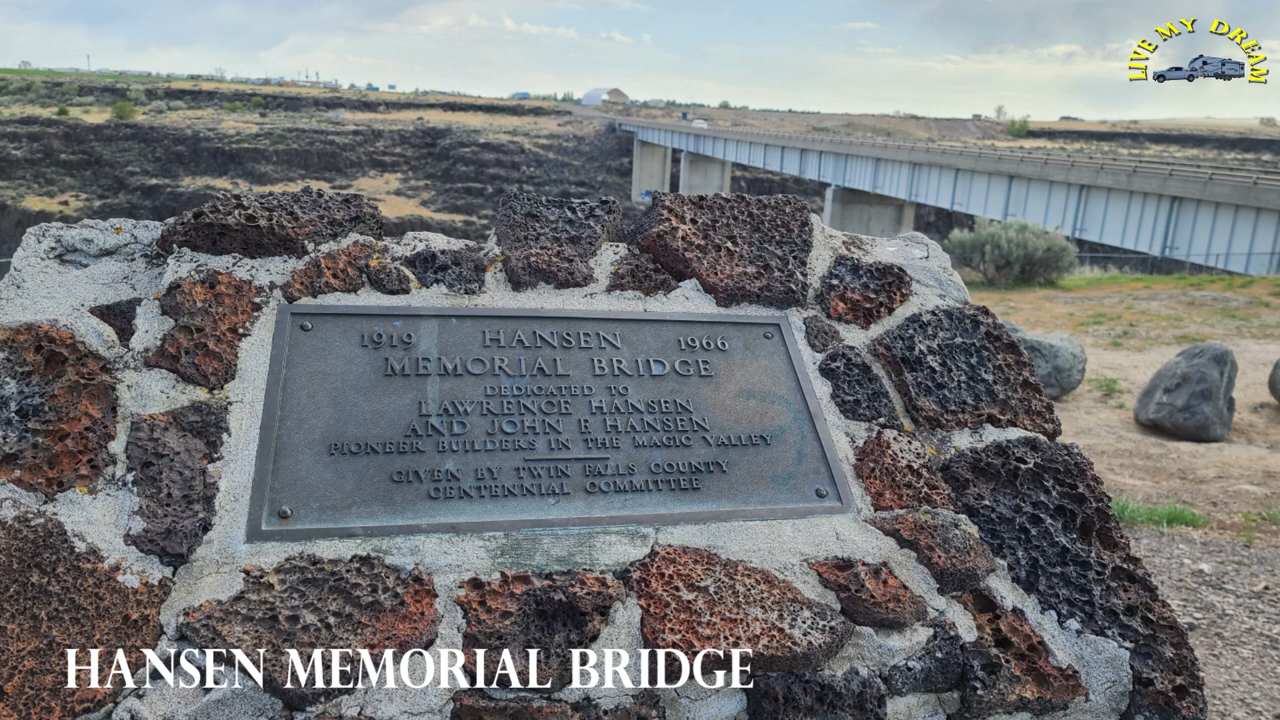 LIVE MY DREAM
1919 HANSEN 1966
MEMORIAL BRIDGE
DEDICATED TO
LAWRENCE HANSEN
AND JOHN F. HANSEN
PIONEER BUILDERS IN THE MAGIC VALLEY
GIVEN BY TWIN FALLS COUNTY
CENTENNIAL COMMITTEE
HANSEN MEMORIAL BRIDGE